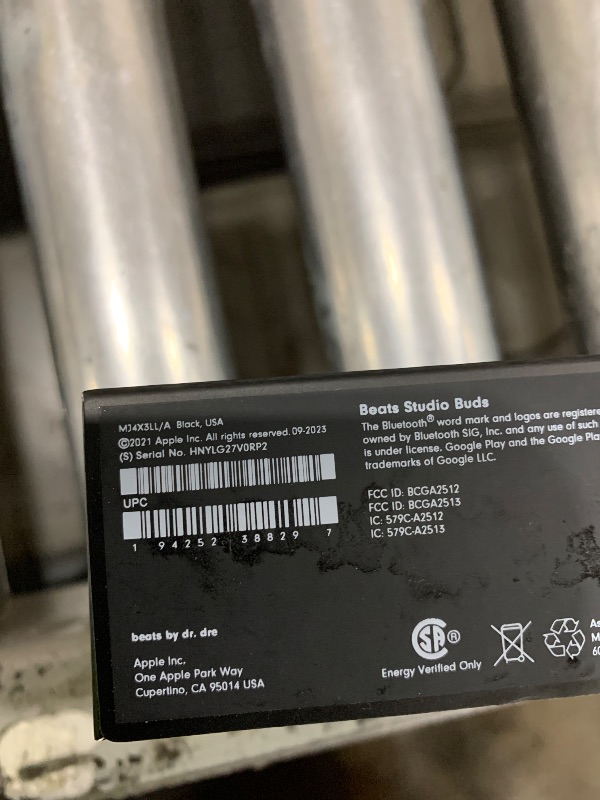 MJ4X3LL/A Black, USA
©2021 Apple Inc. All rights reserved. 09-2023
(S) Serial No. HNYLG27V0RP2
UPC
1 94252 38829 7
beats by dr. dre
Apple Inc.
One Apple Park Way
Cupertino, CA 95014 USA
Beats Studio Buds
The Bluetooth® word mark and logos are registere
owned by Bluetooth SIG, Inc. and any use of such
is under license. Google Play and the Google Pla
trademarks of Google LLC.
FCC ID: BCGA2512
FCC ID: BCGA2513
IC: 579C-A2512
IC: 579C-A2513
SA®
Energy Verified Only
As
M
60